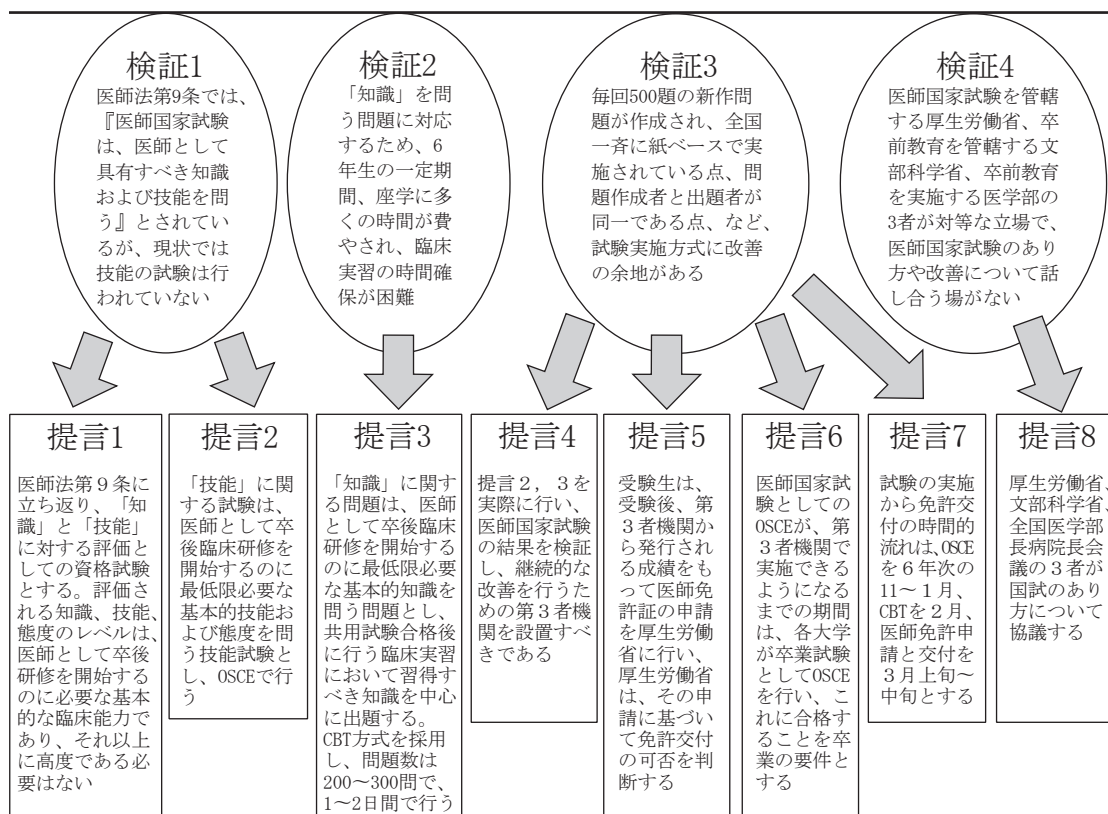 検証1
医師法第9条では、
『医師国家試験
は、医師として
具有すべき知識
および技能を問
う』とされてい
るが、現状では
技能の試験は行
われていない
検証2
「知識」を問
う問題に対応
するため、6
年生の一定期
間、座学に多
くの時間が費
やされ、臨床
実習の時間確
保が困難
検証3
毎回500題の新作問
題が作成され、全国
一斉に紙ベースで実
施されている点、問
題作成者と出題者が
同一である点、など、
試験実施方式に改善
の余地がある
検証4
医師国家試験を管轄
する厚生労働省、卒
前教育を管轄する文
部科学省、卒前教育
を実施する医学部の
3者が対等な立場で、
医師国家試験のあり
方や改善について話
し合う場がない
提言1
医師法第９条に
立ち返り、「知
識」と「技能」
に対する評価と
しての資格試験
とする。評価さ
れる知識、技能、
態度のレベルは、
医師として卒後
研修を開始する
のに必要な基本
的な臨床能力で
あり、それ以上
に高度である必
要はない
提言2
「技能」に関
する試験は、
医師として卒
後臨床研修を
開始するのに
最低限必要な
基本的技能お
よび態度を問
う技能試験と
し、OSCEで行
う
提言3
「知識」に関す
る問題は、医師
として卒後臨床
研修を開始する
のに最低限必要
な基本的知識を
問う問題とし、
共用試験合格後
に行う臨床実習
において習得す
べき知識を中心
に出題する。
CBT方式を採用
し、問題数は
200～300問で、
1～2日間で行う
提言4
提言２，３を
実際に行い、
医師国家試験
の結果を検証
し、継続的な
改善を行うた
めの第３者機
関を設置すべ
きである
提言5
受験生は、
受験後、第
３者機関か
ら発行され
る成績をも
って医師免
許証の申請
を厚生労働
省に行い、
厚生労働省
は、その申
請に基づい
て免許交付
の可否を判
断する
提言6
医師国家試
験としての
OSCEが、第
３者機関で
実施できる
ようになる
までの期間
は、各大学
が卒業試験
としてOSCE
を行い、こ
れに合格す
ることを卒
業の要件と
する
提言7
試験の実施
から免許交
付の時間的
流れは、OSCE
を６年次の
11～１月、
CBTを２月、
医師免許申
請と交付を
３月上旬～
中旬とする
提言8
厚生労働省、
文部科学省、
全国医学部
長病院長会
議の３者が
国試のあり
方について
協議する